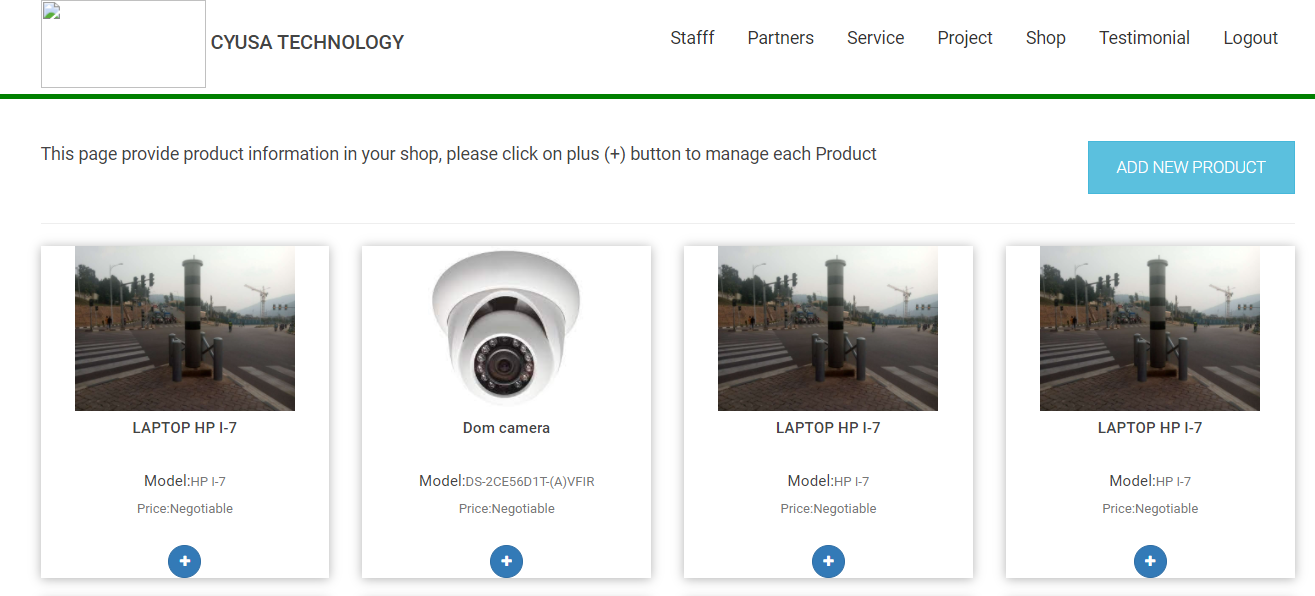 CYUSA TECHNOLOGY
Stafff Partners Service Project Shop Testimonial Logout
This page provide product information in your shop, please click on plus (+) button to manage each Product
ADD NEW PRODUCT
LAPTOP HP I-7
Model:HP I-7
Price:Negotiable
Dom camera
Model:DS-2CE56D1T-(A)VFIR
Price:Negotiable
LAPTOP HP I-7
Model:HP I-7
Price:Negotiable
LAPTOP HP I-7
Model:HP I-7
Price:Negotiable